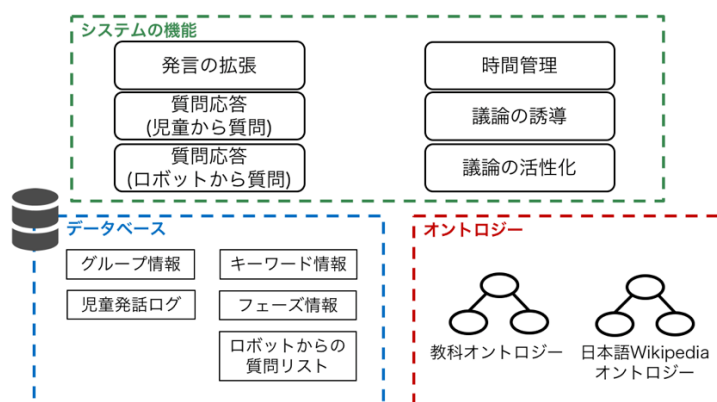 システムの機能
発言の拡張
時間管理
質問応答
(児童から質問)
議論の誘導
質問応答
(ロボットから質問)
議論の活性化
データベース
オントロジー
グループ情報
キーワード情報
児童発話ログ
フェーズ情報
ロボットからの
質問リスト
教科オントロジー
日本語Wikipedia
オントロジー